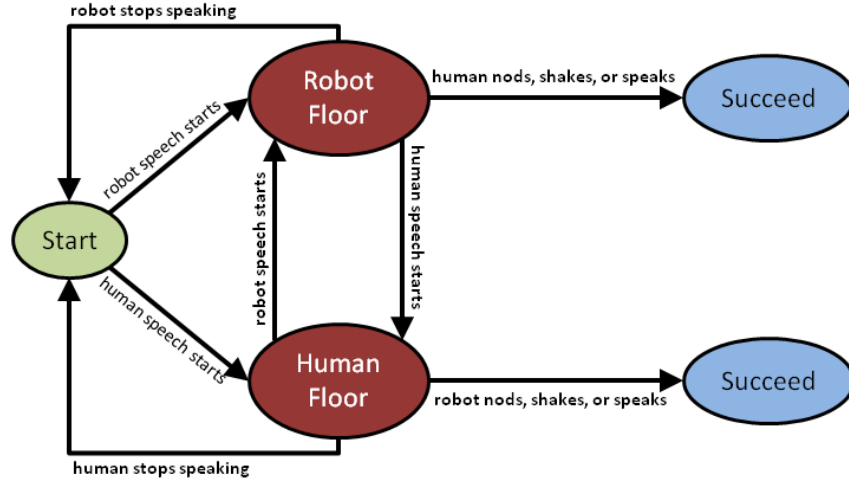 robot stops speaking
Robot
Floor
human nods, shakes, or speaks
Succeed
robot speech starts
Start
human speech starts
robot speech starts
human speech starts
Human
Floor
robot nods, shakes, or speaks
Succeed
human stops speaking